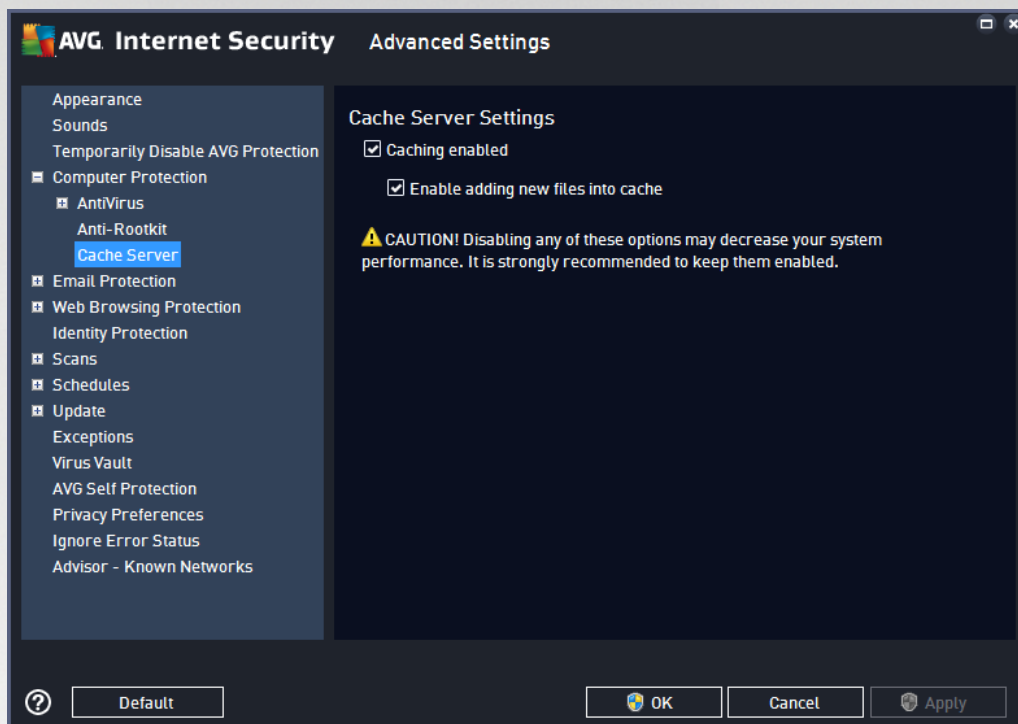 AVG. Internet Security Advanced Settings
Appearance
Sounds
Temporarily Disable AVG Protection
Computer Protection
AntiVirus
Anti-Rootkit
Cache Server
Email Protection
Web Browsing Protection
Identity Protection
Scans
Schedules
Update
Exceptions
Virus Vault
AVG Self Protection
Privacy Preferences
Ignore Error Status
Advisor - Known Networks
Cache Server Settings
Caching enabled
Enable adding new files into cache
CAUTION! Disabling any of these options may decrease your system
performance. It is strongly recommended to keep them enabled.
? Default OK Cancel Apply